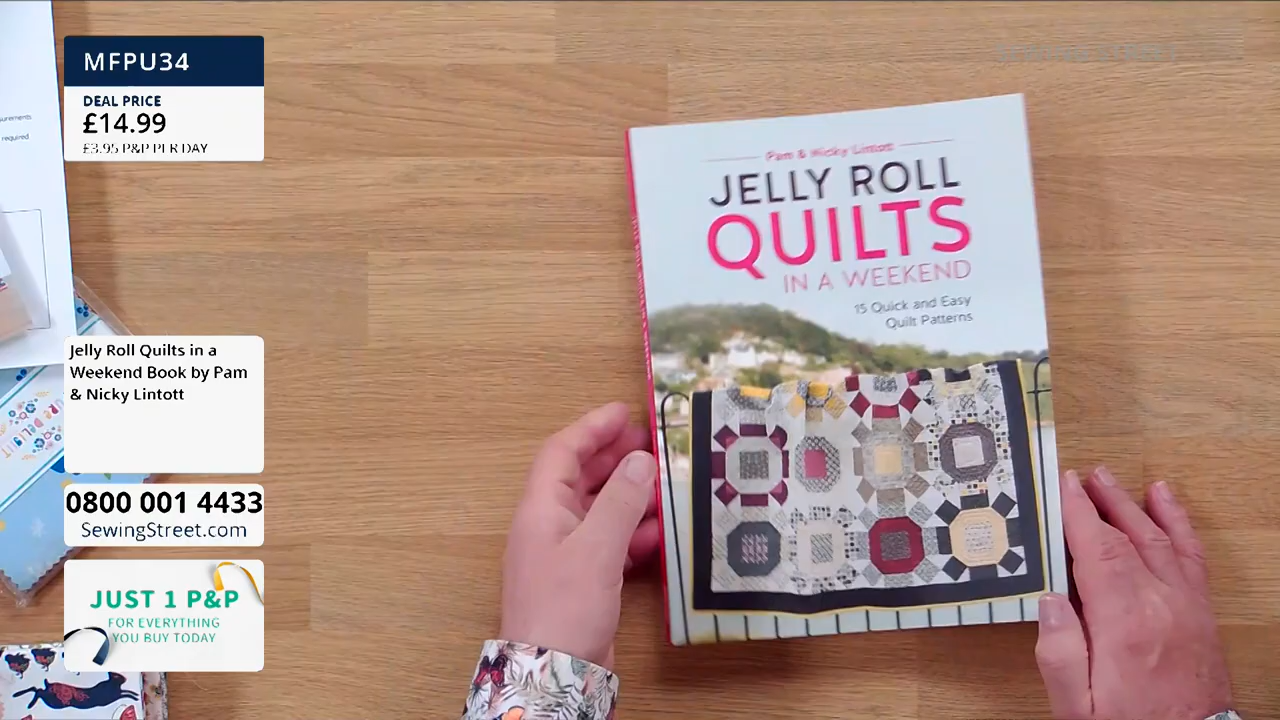 MFPU34
DEAL PRICE
£14.99
£3.95 P&P PER DAY
Jelly Roll Quilts in a
Weekend Book by Pam
& Nicky Lintott
0800 001 4433
SewingStreet.com
JUST 1 P&P
FOR EVERYTHING
YOU BUY TODAY
Pam & Nicky Lintott
JELLY ROLL
QUILTS
IN A WEEKEND
15 Quick and Easy
Quilt Patterns
required